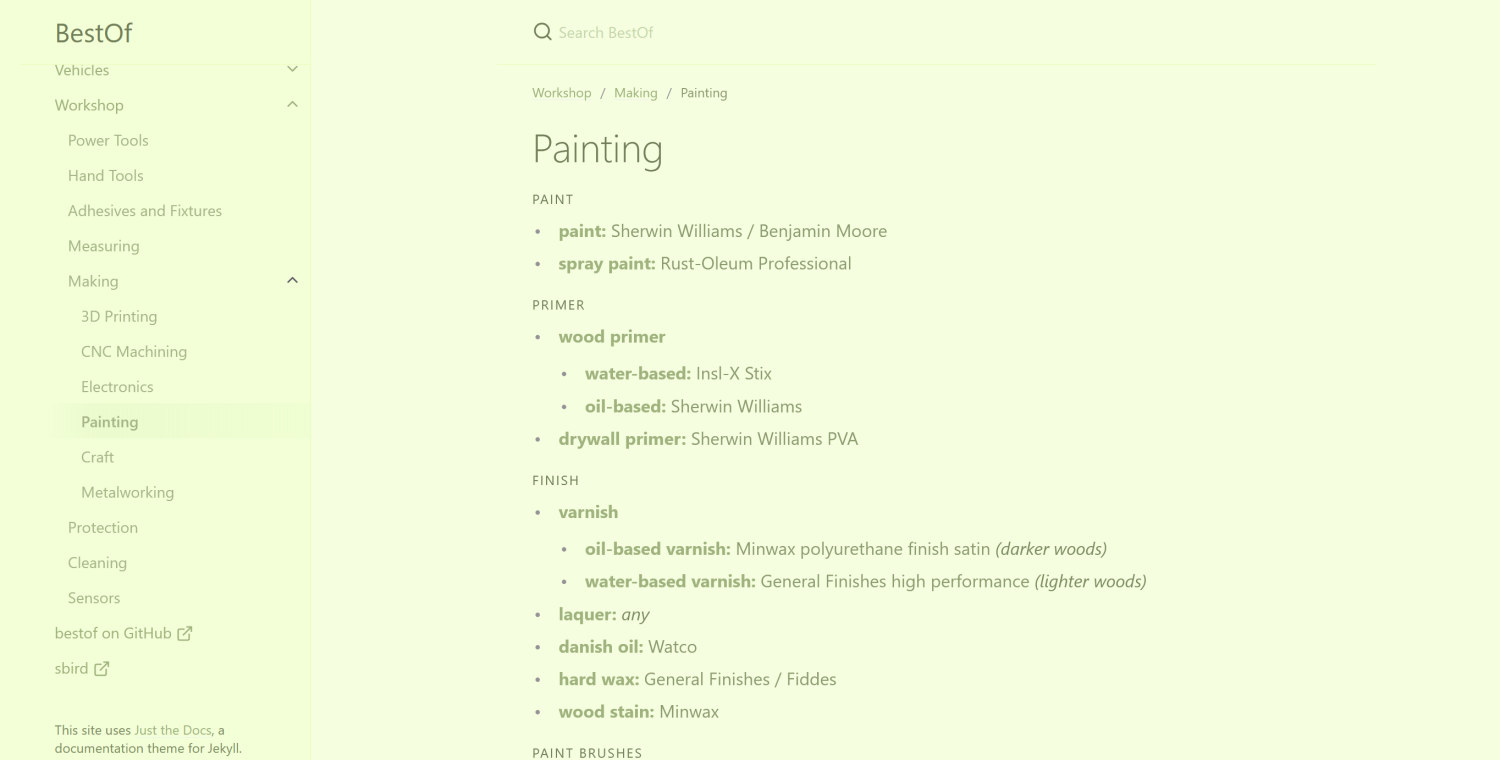 BestOf
Search BestOf
Vehicles
Workshop
Power Tools
Hand Tools
Adhesives and Fixtures
Measuring
Making
3D Printing
CNC Machining
Electronics
Painting
Craft
Metalworking
Protection
Cleaning
Sensors
bestof on GitHub
sbird
This site uses Just the Docs, a
documentation theme for Jekyll.
Workshop / Making / Painting
Painting
PAINT
• paint: Sherwin Williams / Benjamin Moore
• spray paint: Rust-Oleum Professional
PRIMER
• wood primer
• water-based: Insl-X Stix
• oil-based: Sherwin Williams
• drywall primer: Sherwin Williams PVA
FINISH
• varnish
• oil-based varnish: Minwax polyurethane finish satin (darker woods)
• water-based varnish: General Finishes high performance (lighter woods)
• laquer: any
• danish oil: Watco
• hard wax: General Finishes / Fiddes
• wood stain: Minwax
PAINT BRUSHES